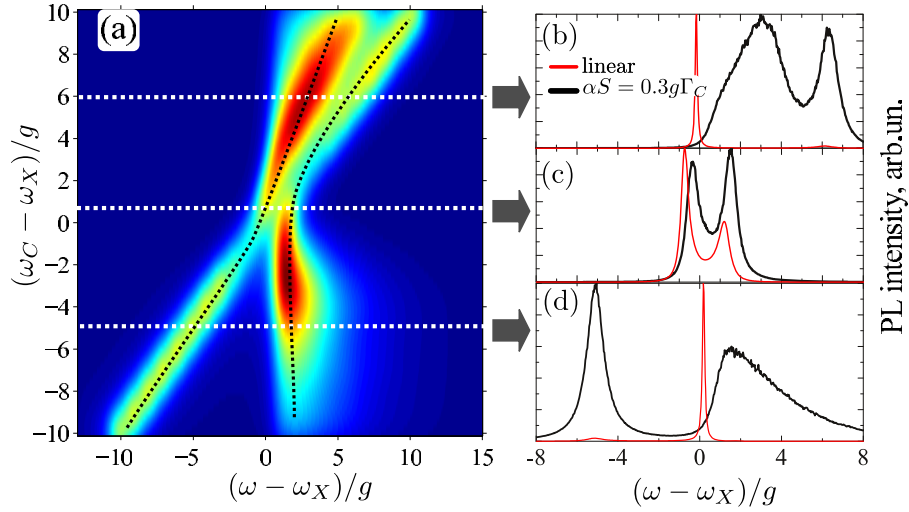 (a)
(ω_C − ω_X)/g
10
8
6
4
2
0
−2
−4
−6
−8
−10
−10 −5 0 5 10 15
(ω − ω_X)/g
(b)
linear
αS = 0.3gΓ_C
(c)
(d)
-8 -4 0 4 8
(ω − ω_X)/g
PL intensity, arb.un.